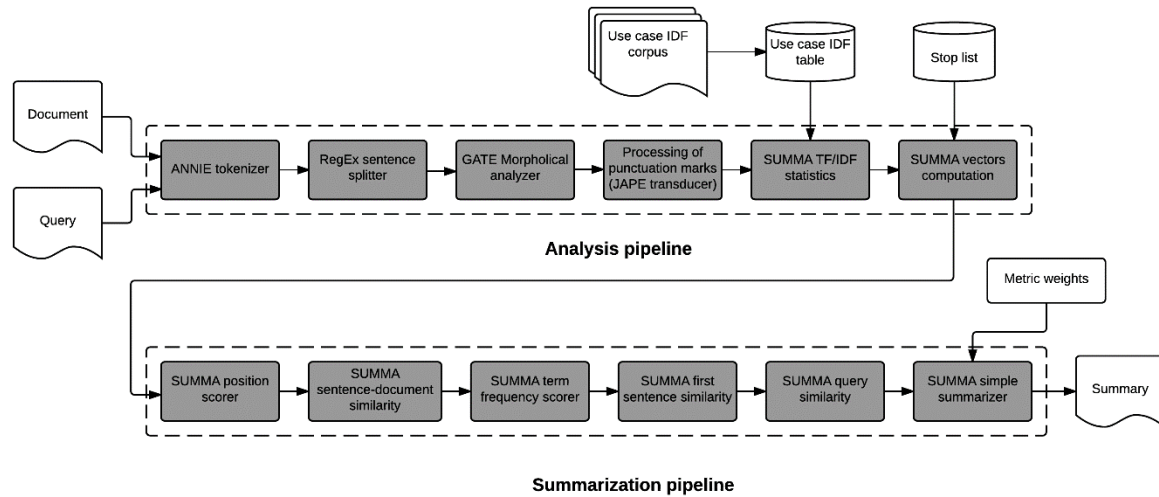 Use case IDF
corpus
Use case IDF
table
Stop list
Document
Query
ANNIE tokenizer
RegEx sentence
splitter
GATE Morpholical
analyzer
Processing of
punctuation marks
(JAPE transducer)
SUMMA TF/IDF
statistics
SUMMA vectors
computation
Analysis pipeline
Metric weights
SUMMA position
scorer
SUMMA
sentence-document
similarity
SUMMA term
frequency scorer
SUMMA first
sentence similarity
SUMMA query
similarity
SUMMA simple
summarizer
Summary
Summarization pipeline